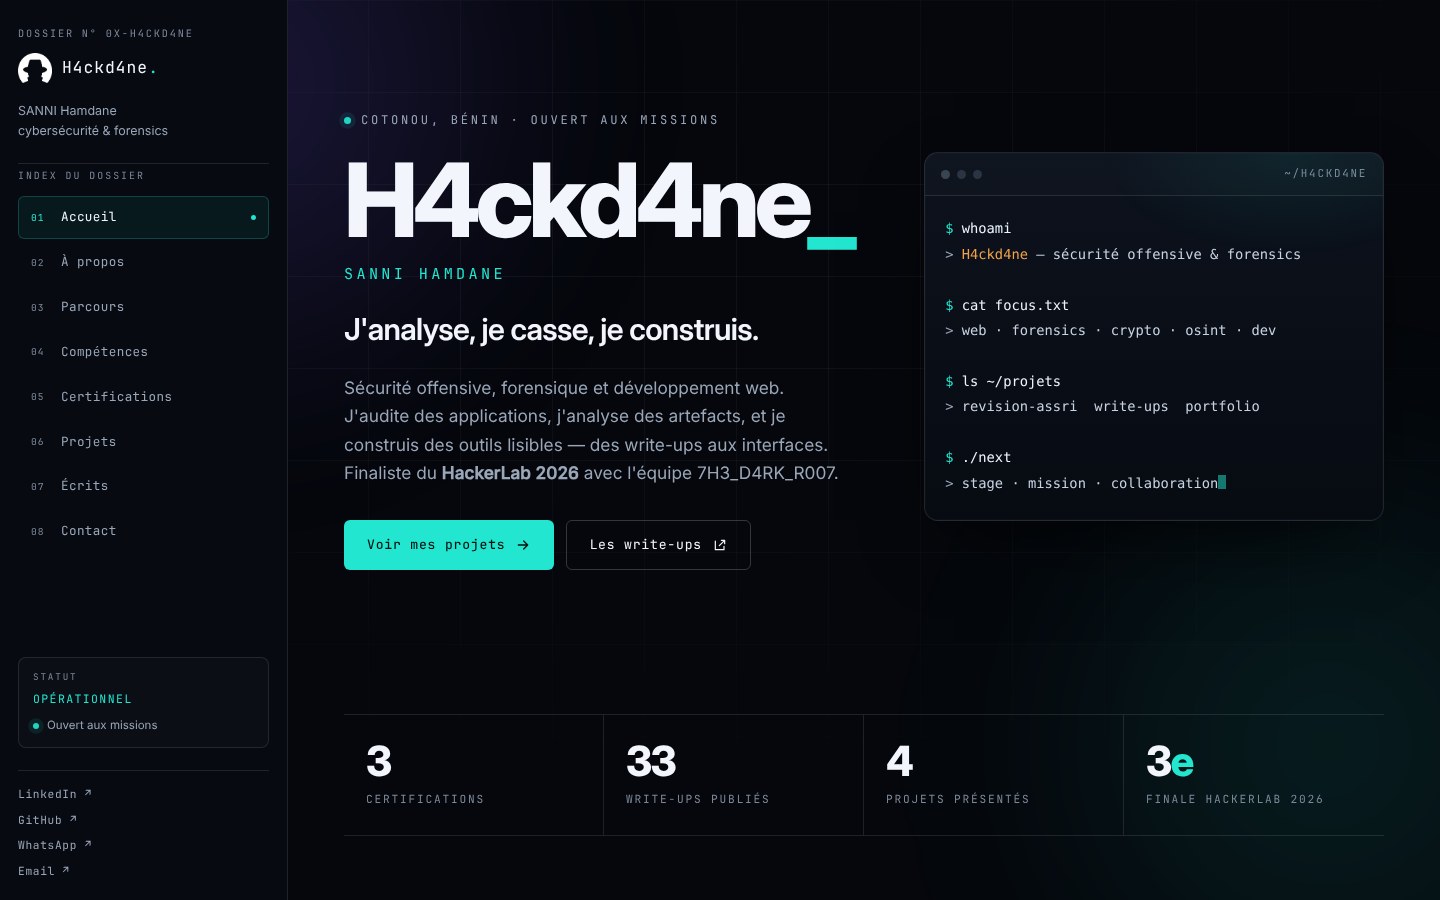 DOSSIER N° 0X-H4CKD4NE
H4ckd4ne.
SANNI Hamdane
cybersécurité & forensics
INDEX DU DOSSIER
01 Accueil
02 À propos
03 Parcours
04 Compétences
05 Certifications
06 Projets
07 Écrits
08 Contact
STATUT
OPÉRATIONNEL
Ouvert aux missions
LinkedIn ↗
GitHub ↗
WhatsApp ↗
Email ↗
COTONOU, BÉNIN · OUVERT AUX MISSIONS
H4ckd4ne_
SANNI HAMDANE
J'analyse, je casse, je construis.
Sécurité offensive, forensique et développement web.
J'audite des applications, j'analyse des artefacts, et je
construis des outils lisibles — des write-ups aux interfaces.
Finaliste du HackerLab 2026 avec l'équipe 7H3_D4RK_R007.
Voir mes projets →
Les write-ups
~/H4CKD4NE
$ whoami
> H4ckd4ne — sécurité offensive & forensics
$ cat focus.txt
> web · forensics · crypto · osint · dev
$ ls ~/projets
> revision-assri write-ups portfolio
$ ./next
> stage · mission · collaboration
3
CERTIFICATIONS
33
WRITE-UPS PUBLIÉS
4
PROJETS PRÉSENTÉS
3e
FINALE HACKERLAB 2026